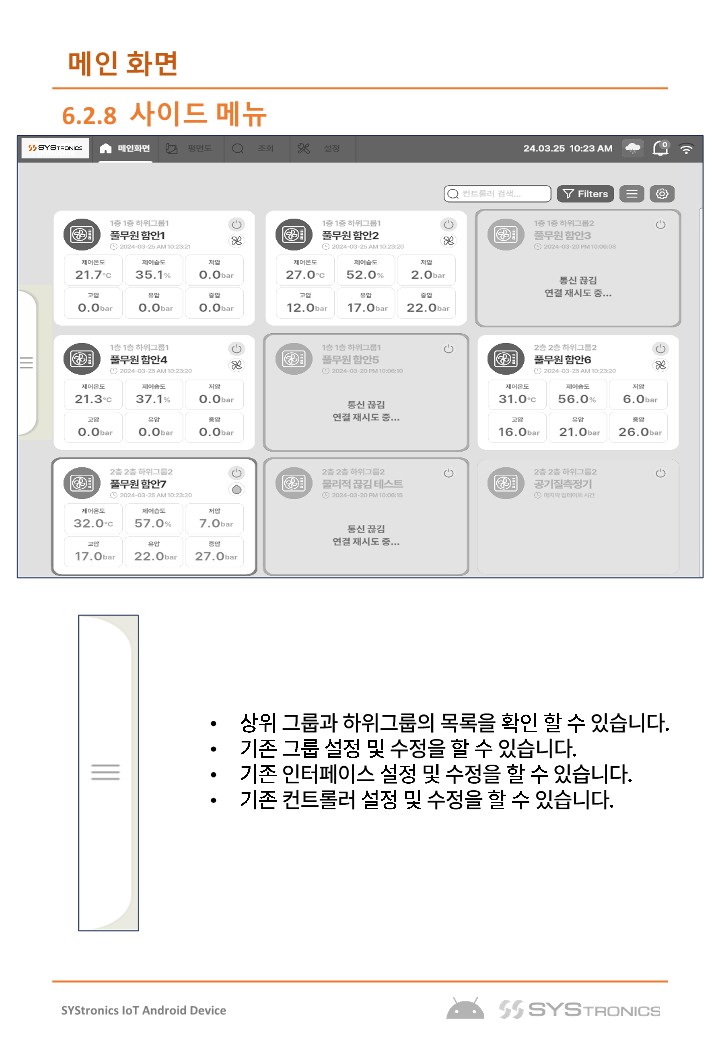 메인 화면
6.2.8 사이드 메뉴
SYSTRONICS 메인화면 평면도 조회 설정 24.03.25 10:23 AM 0
컨트롤러 검색... Filters
1층 1층 하위그룹1
풀무원 함안1
2024-03-25 AM 10:23:21
제어온도 제어습도 저압
21.7°C 35.1% 0.0bar
고압 유압 중압
0.0bar 0.0bar 0.0bar
1층 1층 하위그룹1
풀무원 함안2
2024-03-25 AM 10:23:20
제어온도 제어습도 저압
27.0°C 52.0% 2.0bar
고압 유압 중압
12.0bar 17.0bar 22.0bar
1층 1층 하위그룹2
풀무원 함안3
통신 끊김
연결 재시도 중...
1층 1층 하위그룹2
풀무원 함안4
2024-03-25 AM 10:23:20
제어온도 제어습도 저압
21.3°C 37.1% 0.0bar
고압 유압 중압
0.0bar 0.0bar 0.0bar
1층 1층 하위그룹1
풀무원 함안5
통신 끊김
연결 재시도 중...
2층 2층 하위그룹2
풀무원 함안6
2024-03-25 AM 10:23:20
제어온도 제어습도 저압
31.0°C 56.0% 6.0bar
고압 유압 중압
16.0bar 21.0bar 26.0bar
2층 2층 하위그룹2
풀무원 함안7
2024-03-25 AM 10:23:20
제어온도 제어습도 저압
32.0°C 57.0% 7.0bar
고압 유압 중압
17.0bar 22.0bar 27.0bar
2층 2층 하위그룹2
물리적 끊김 테스트
통신 끊김
연결 재시도 중...
2층 2층 하위그룹2
공기질측정기
마지막 업데이트 시간
• 상위 그룹과 하위그룹의 목록을 확인 할 수 있습니다.
• 기존 그룹 설정 및 수정을 할 수 있습니다.
• 기존 인터페이스 설정 및 수정을 할 수 있습니다.
• 기존 컨트롤러 설정 및 수정을 할 수 있습니다.
SYStronics IoT Android Device
SYSTRONICS